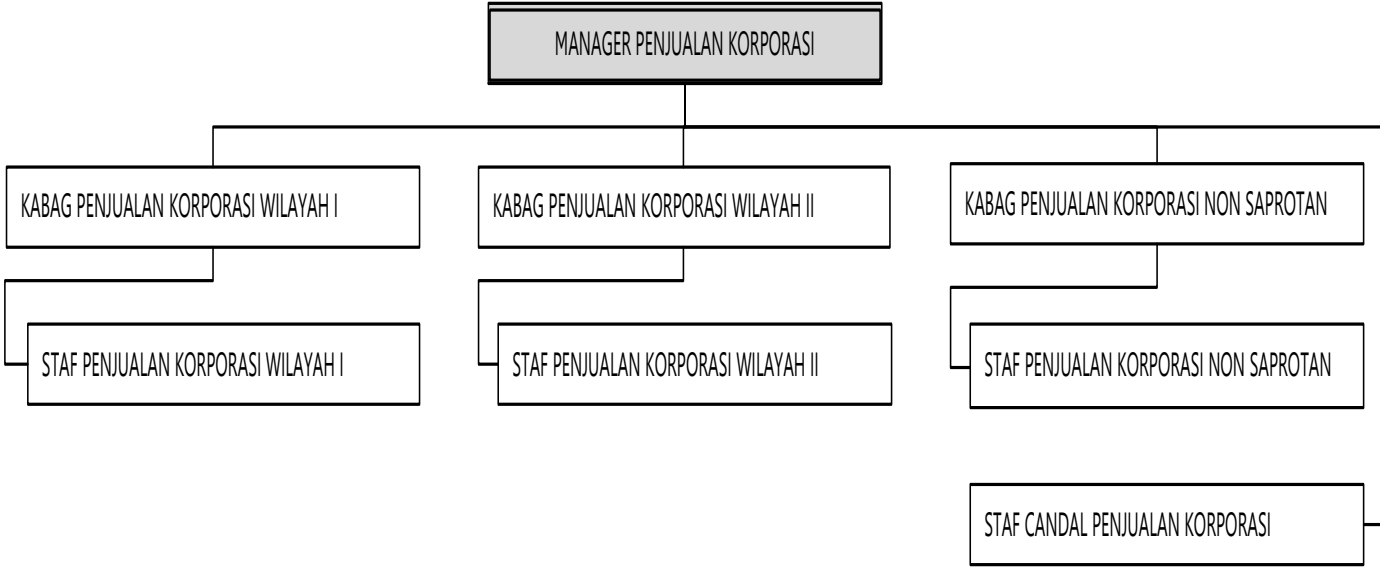 MANAGER PENJUALAN KORPORASI
KABAG PENJUALAN KORPORASI WILAYAH I
KABAG PENJUALAN KORPORASI WILAYAH II
KABAG PENJUALAN KORPORASI NON SAPROTAN
STAF PENJUALAN KORPORASI WILAYAH I
STAF PENJUALAN KORPORASI WILAYAH II
STAF PENJUALAN KORPORASI NON SAPROTAN
STAF CANDAL PENJUALAN KORPORASI